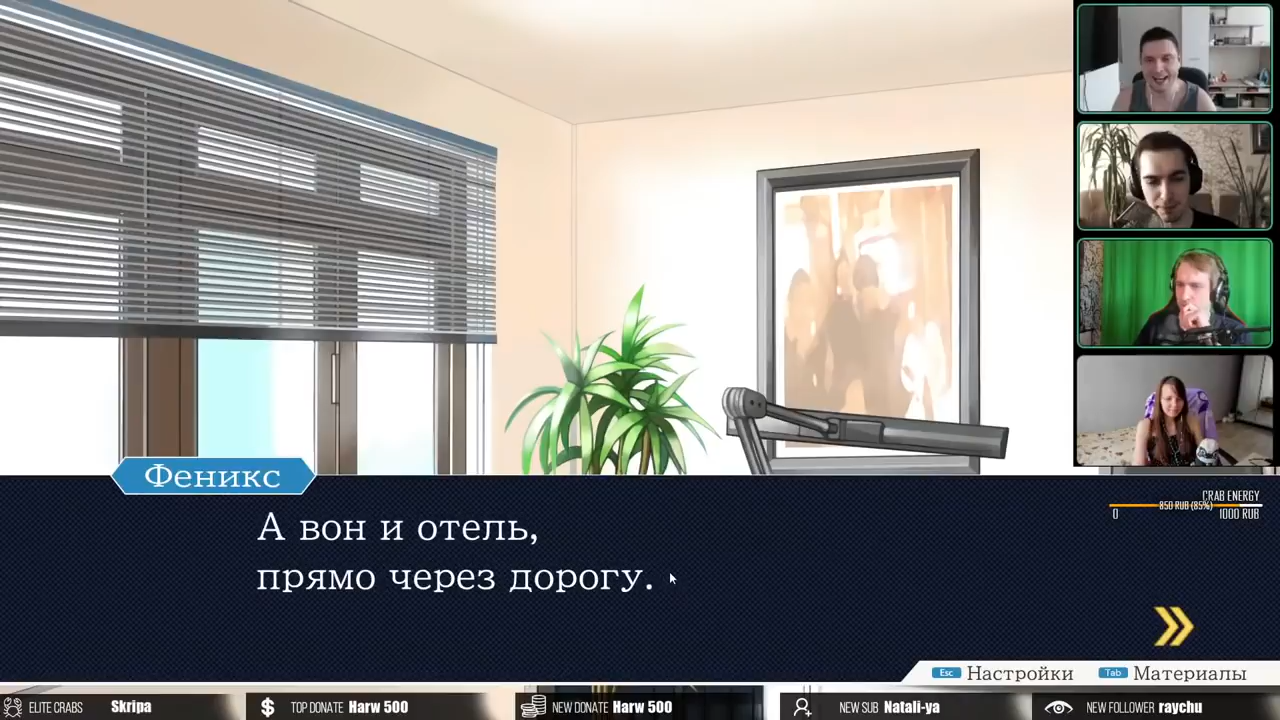 Феникс
А вон и отель,
прямо через дорогу.
CRAB ENERGY
850 RUB (85%)
0
1000 RUB
Esc Настройки Tab Материалы
ELITE CRABS Skripa
$ TOP DONATE Harw 500
NEW DONATE Harw 500
NEW SUB Natali-ya
NEW FOLLOWER raychu